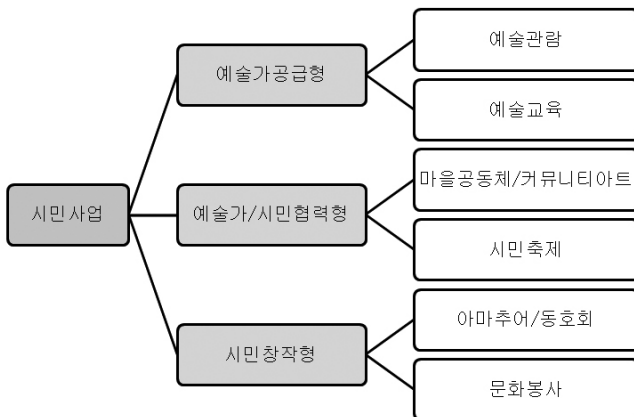 예술관람
예술가공급형
예술교육
마을공동체/커뮤니티아트
시민사업
예술가/시민협력형
시민축제
아마추어/동호회
시민창작형
문화봉사